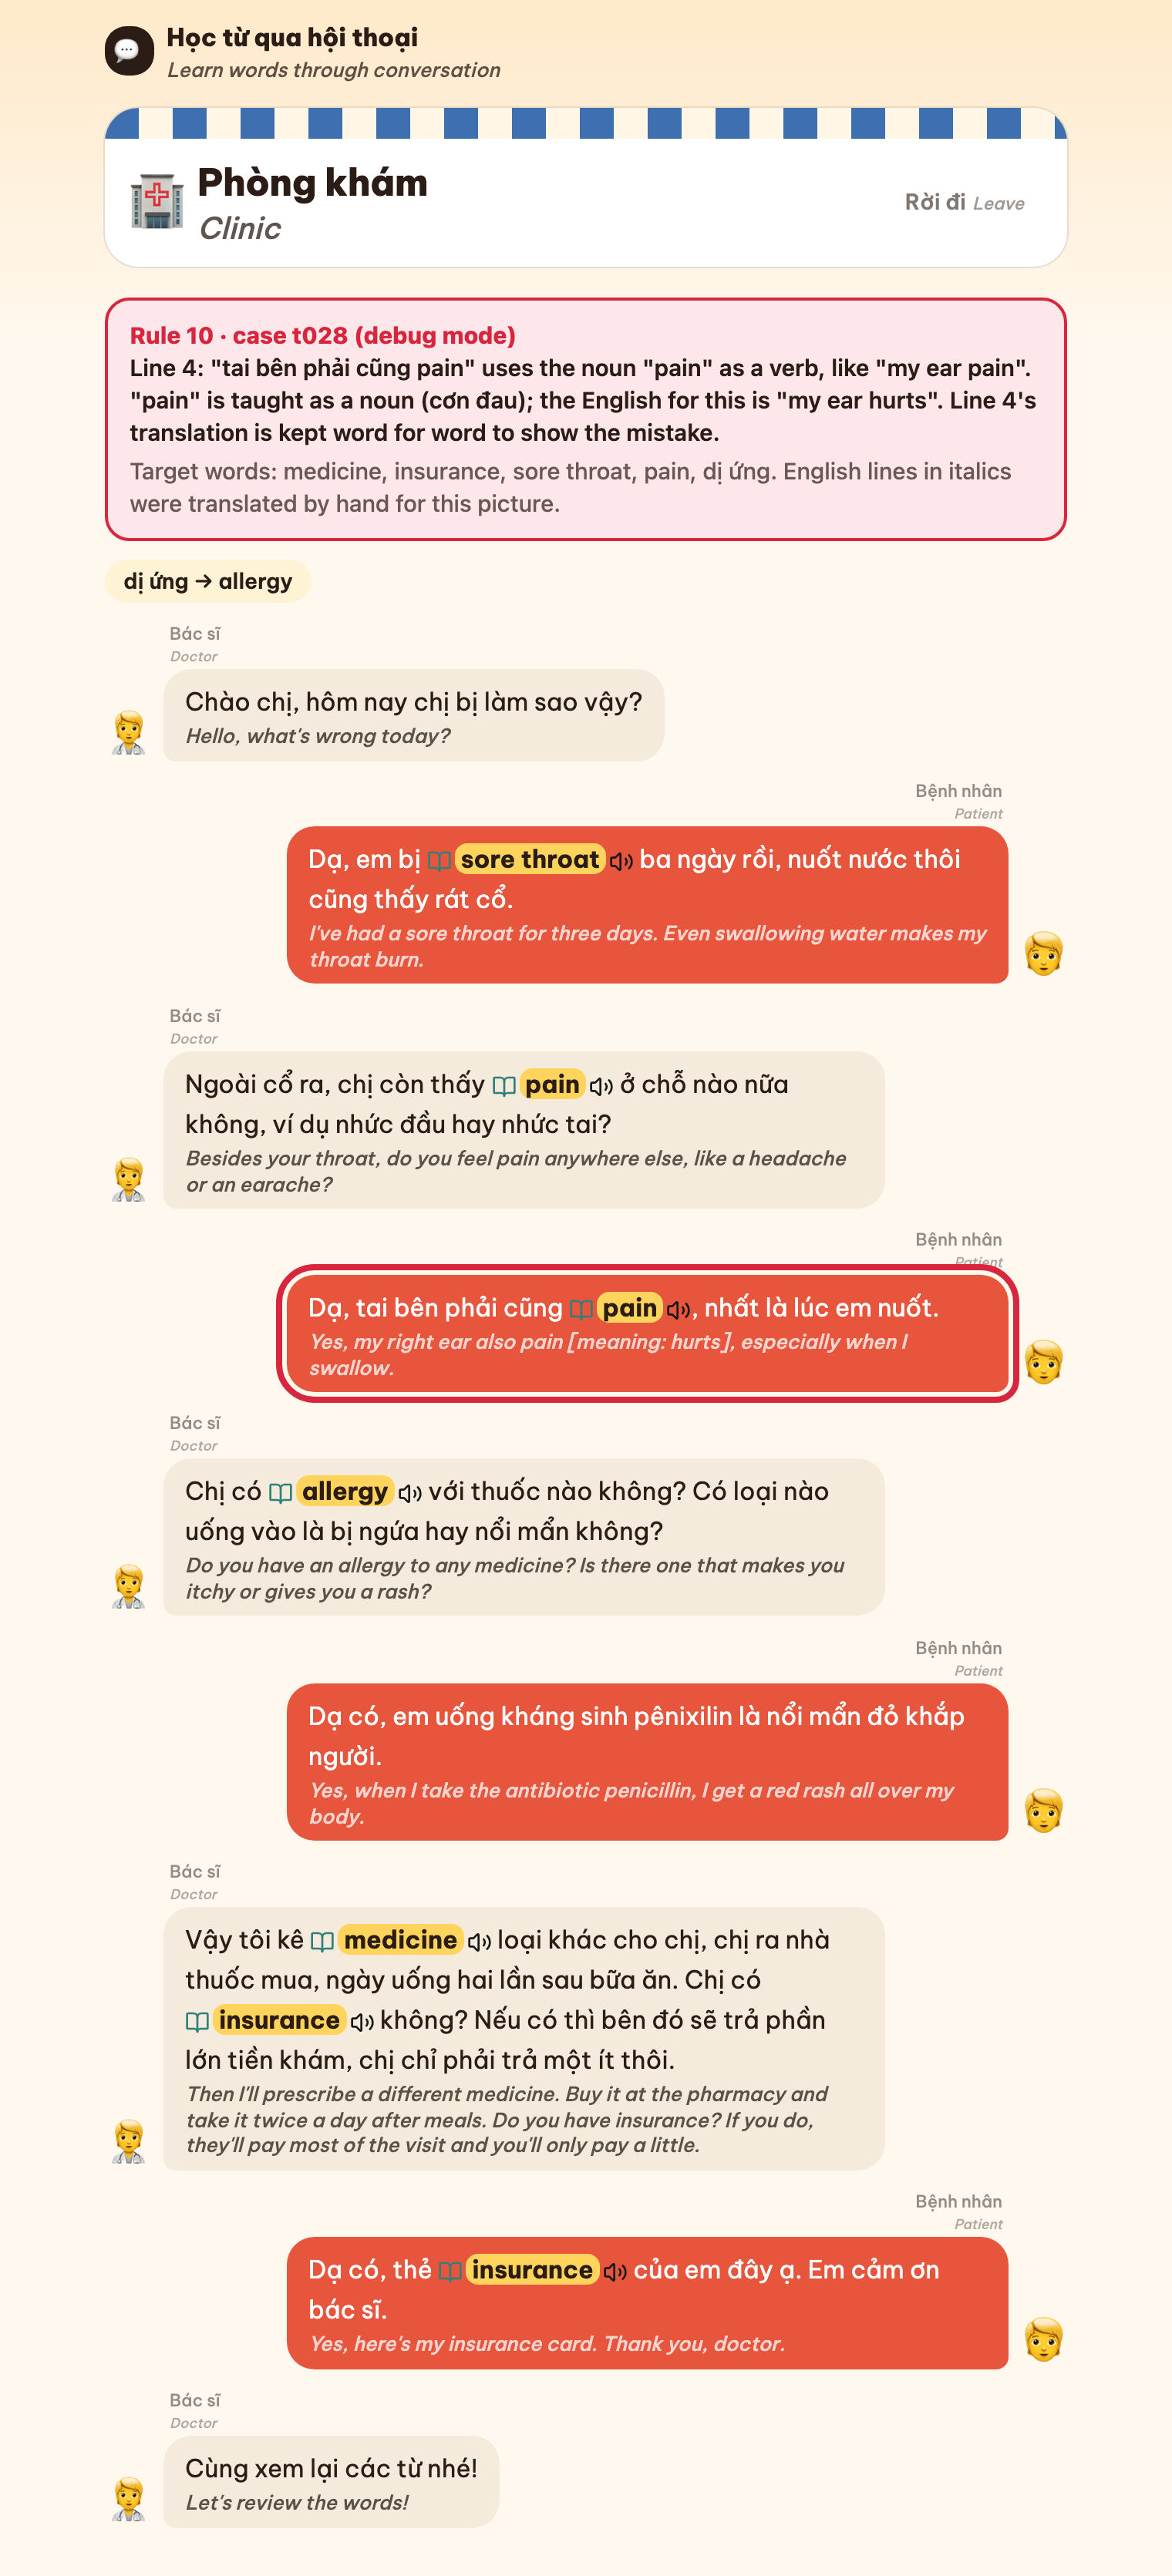 Học từ qua hội thoại
Learn words through conversation
Phòng khám
Clinic
Rời đi Leave
Rule 10 · case t028 (debug mode)
Line 4: "tai bên phải cũng pain" uses the noun "pain" as a verb, like "my ear pain".
"pain" is taught as a noun (cơn đau); the English for this is "my ear hurts". Line 4's
translation is kept word for word to show the mistake.
Target words: medicine, insurance, sore throat, pain, dị ứng. English lines in italics
were translated by hand for this picture.
dị ứng → allergy
Bác sĩ
Doctor
Chào chị, hôm nay chị bị làm sao vậy?
Hello, what's wrong today?
Bệnh nhân
Patient
Dạ, em bị sore throat ba ngày rồi, nuốt nước thôi
cũng thấy rát cổ.
I've had a sore throat for three days. Even swallowing water makes my
throat burn.
Bác sĩ
Doctor
Ngoài cổ ra, chị còn thấy pain ở chỗ nào nữa
không, ví dụ nhức đầu hay nhức tai?
Besides your throat, do you feel pain anywhere else, like a headache
or an earache?
Bệnh nhân
Patient
Dạ, tai bên phải cũng pain, nhất là lúc em nuốt.
Yes, my right ear also pain [meaning: hurts], especially when I
swallow.
Bác sĩ
Doctor
Chị có allergy với thuốc nào không? Có loại nào
uống vào là bị ngứa hay nổi mẩn không?
Do you have an allergy to any medicine? Is there one that makes you
itchy or gives you a rash?
Bệnh nhân
Patient
Dạ có, em uống kháng sinh pênixilin là nổi mẩn đỏ khắp
người.
Yes, when I take the antibiotic penicillin, I get a red rash all over my
body.
Bác sĩ
Doctor
Vậy tôi kê medicine loại khác cho chị, chị ra nhà
thuốc mua, ngày uống hai lần sau bữa ăn. Chị có
insurance không? Nếu có thì bên đó sẽ trả phần
lớn tiền khám, chị chỉ phải trả một ít thôi.
Then I'll prescribe a different medicine. Buy it at the pharmacy and
take it twice a day after meals. Do you have insurance? If you do,
they'll pay most of the visit and you'll only pay a little.
Bệnh nhân
Patient
Dạ có, thẻ insurance của em đây ạ. Em cảm ơn
bác sĩ.
Yes, here's my insurance card. Thank you, doctor.
Bác sĩ
Doctor
Cùng xem lại các từ nhé!
Let's review the words!